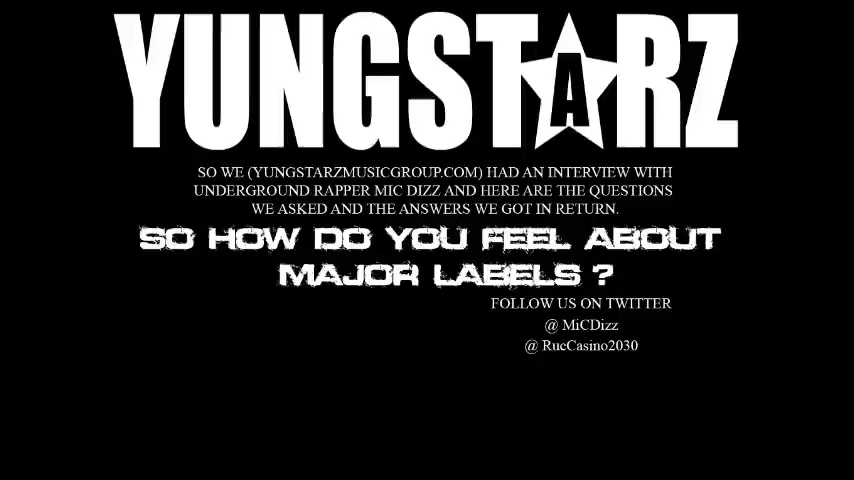 YUNGSTARZ
SO WE (YUNGSTARZMUSICGROUP.COM) HAD AN INTERVIEW WITH
UNDERGROUND RAPPER MIC DIZZ AND HERE ARE THE QUESTIONS
WE ASKED AND THE ANSWERS WE GOT IN RETURN.
SO HOW DO YOU FEEL ABOUT
MAJOR LABELS ?
FOLLOW US ON TWITTER
@ MiCDizz
@ RueCasino2030